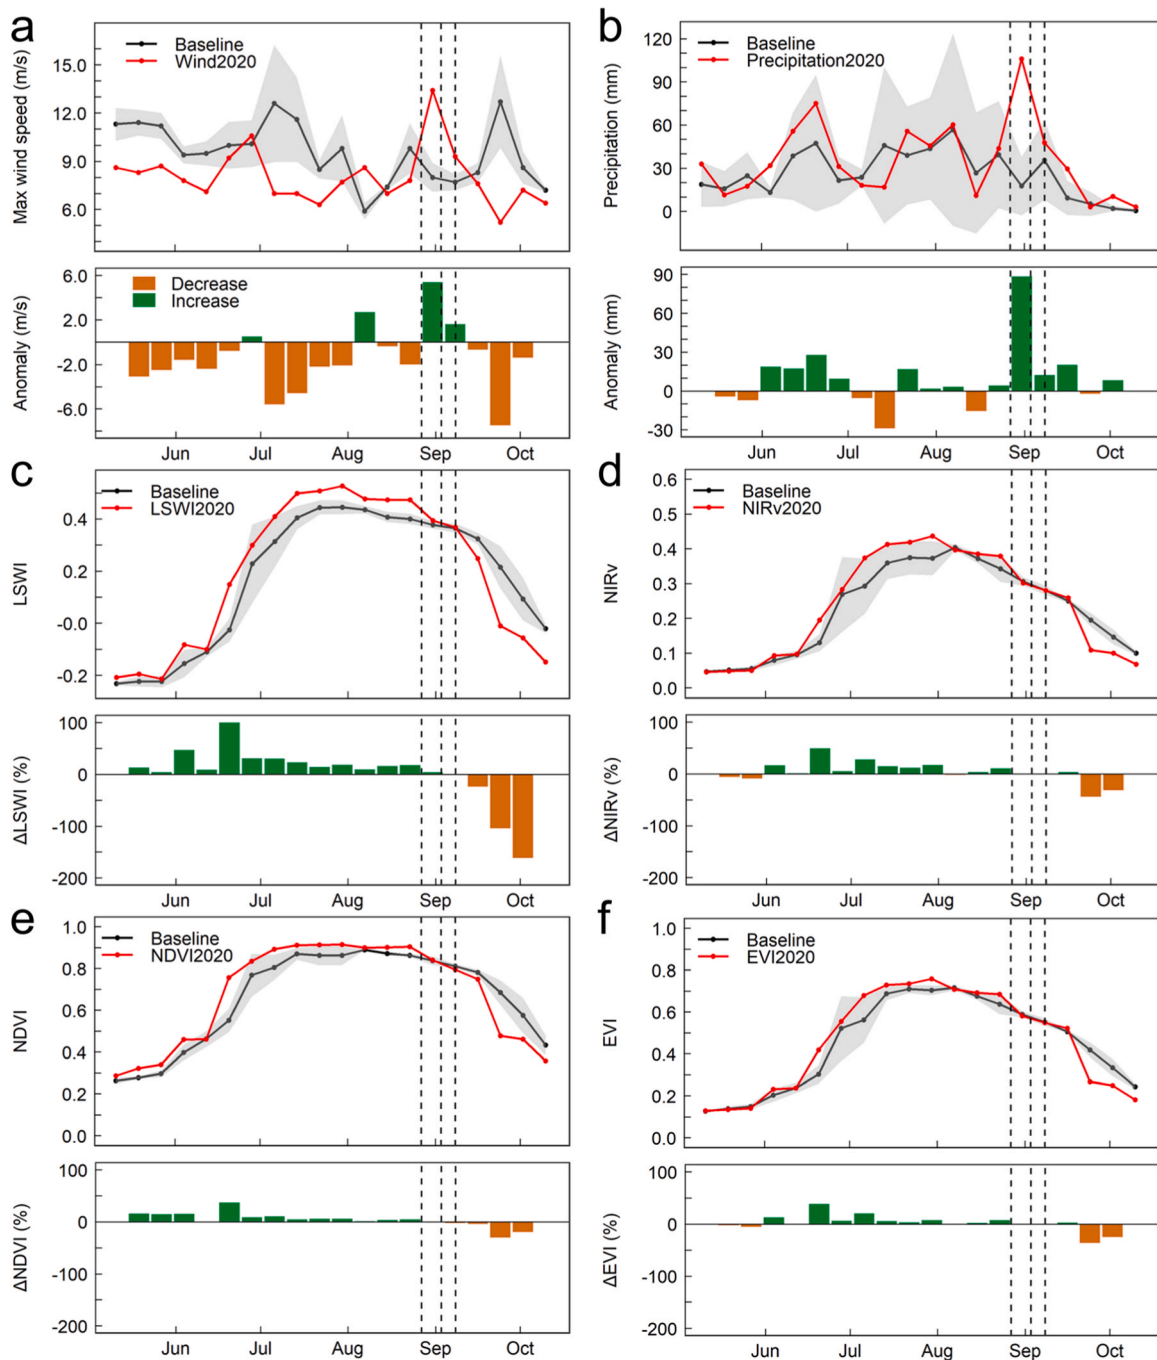 a
Max wind speed (m/s)
15.0
12.0
9.0
6.0
Baseline
Wind2020
Anomaly (m/s)
6.0
2.0
-2.0
-6.0
Decrease
Increase
Jun Jul Aug Sep Oct
b
Precipitation (mm)
120
90
60
30
0
Baseline
Precipitation2020
Anomaly (mm)
90
60
30
0
-30
Jun Jul Aug Sep Oct
c
LSWI
0.4
0.2
-0.0
-0.2
Baseline
LSWI2020
ΔLSWI (%)
100
0
-100
-200
Jun Jul Aug Sep Oct
d
NIRv
0.6
0.5
0.4
0.3
0.2
0.1
0.0
Baseline
NIRv2020
ΔNIRv (%)
100
0
-100
-200
Jun Jul Aug Sep Oct
e
NDVI
1.0
0.8
0.6
0.4
0.2
0.0
Baseline
NDVI2020
ΔNDVI (%)
100
0
-100
-200
Jun Jul Aug Sep Oct
f
EVI
1.0
0.8
0.6
0.4
0.2
0.0
Baseline
EVI2020
ΔEVI (%)
100
0
-100
-200
Jun Jul Aug Sep Oct